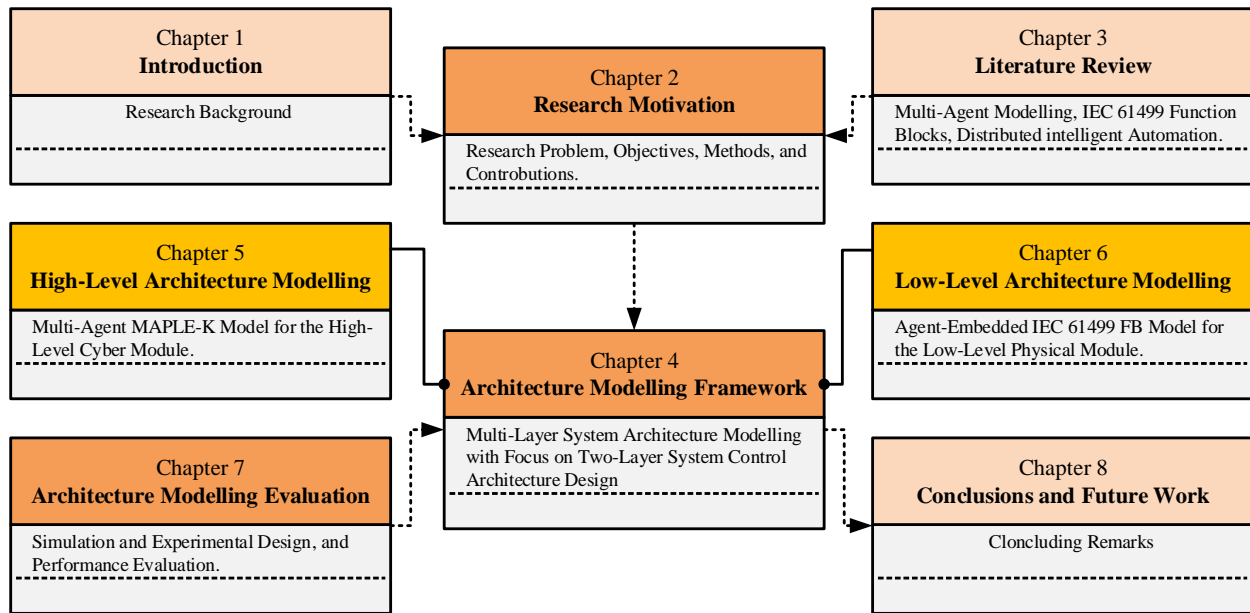 Chapter 1
Introduction
Research Background
Chapter 2
Research Motivation
Research Problem, Objectives, Methods, and
Controbutions.
Chapter 3
Literature Review
Multi-Agent Modelling, IEC 61499 Function
Blocks, Distributed intelligent Automation.
Chapter 5
High-Level Architecture Modelling
Multi-Agent MAPLE-K Model for the High-
Level Cyber Module.
Chapter 4
Architecture Modelling Framework
Multi-Layer System Architecture Modelling
with Focus on Two-Layer System Control
Architecture Design
Chapter 6
Low-Level Architecture Modelling
Agent-Embedded IEC 61499 FB Model for
the Low-Level Physical Module.
Chapter 7
Architecture Modelling Evaluation
Simulation and Experimental Design, and
Performance Evaluation.
Chapter 8
Conclusions and Future Work
Cloncluding Remarks